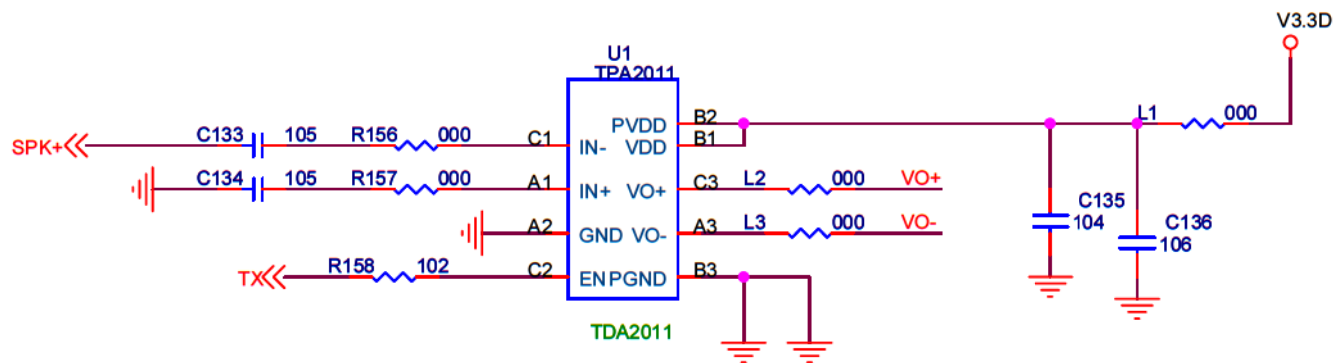 V3.3D
U1
TPA2011
PVDD B2 L1 000
C133 105 R156 000 C1 IN- VDD B1
SPK+
C134 105 R157 000 A1 IN+ VO+ C3 L2 000 VO+
A2 GND VO- A3 L3 000 VO-
C135
104
C136
106
R158 102 C2 EN PGND B3
TX
TDA2011